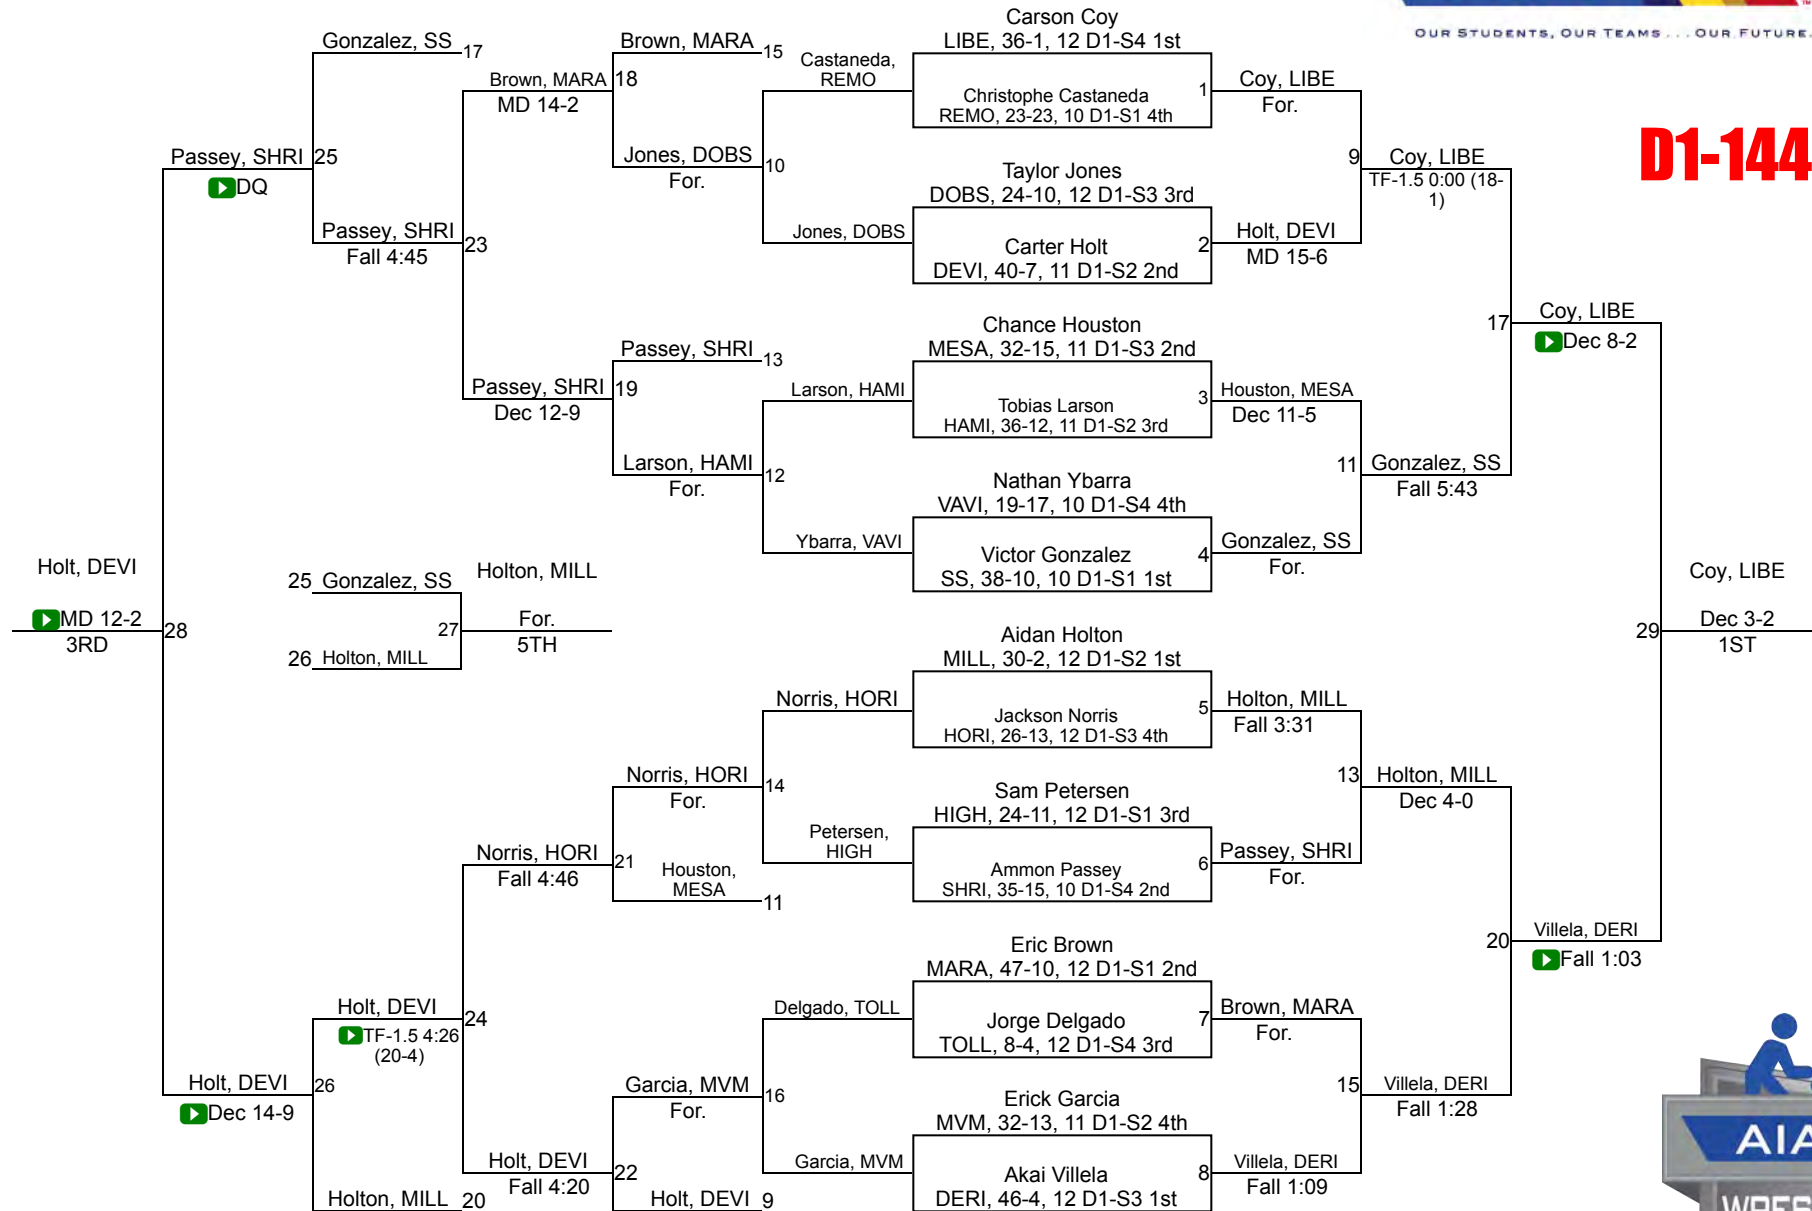 OUR STUDENTS, OUR TEAMS . . . OUR FUTURE.
D1-144
Holt, DEVI
MD 12-2
3RD
28
Passey, SHRI
DQ
25
Holt, DEVI
Dec 14-9
26
Gonzalez, SS
17
Passey, SHRI
Fall 4:45
23
25 Gonzalez, SS
26 Holton, MILL
27
Holton, MILL
For.
5TH
Holt, DEVI
TF-1.5 4:26
(20-4)
24
Holton, MILL
20
Brown, MARA
MD 14-2
18
Passey, SHRI
Dec 12-9
19
Norris, HORI
Fall 4:46
21
Holt, DEVI
Fall 4:20
22
Brown, MARA
15
Jones, DOBS
For.
10
Passey, SHRI
13
Larson, HAMI
For.
12
Norris, HORI
For.
14
Houston,
MESA
11
Garcia, MVM
For.
16
Holt, DEVI
9
Castaneda,
REMO
Jones, DOBS
Larson, HAMI
Ybarra, VAVI
Norris, HORI
Petersen,
HIGH
Delgado, TOLL
Garcia, MVM
Carson Coy
LIBE, 36-1, 12 D1-S4 1st
Christophe Castaneda
REMO, 23-23, 10 D1-S1 4th
1
Taylor Jones
DOBS, 24-10, 12 D1-S3 3rd
Carter Holt
DEVI, 40-7, 11 D1-S2 2nd
2
Chance Houston
MESA, 32-15, 11 D1-S3 2nd
Tobias Larson
HAMI, 36-12, 11 D1-S2 3rd
3
Nathan Ybarra
VAVI, 19-17, 10 D1-S4 4th
Victor Gonzalez
SS, 38-10, 10 D1-S1 1st
4
Aidan Holton
MILL, 30-2, 12 D1-S2 1st
Jackson Norris
HORI, 26-13, 12 D1-S3 4th
5
Sam Petersen
HIGH, 24-11, 12 D1-S1 3rd
Ammon Passey
SHRI, 35-15, 10 D1-S4 2nd
6
Eric Brown
MARA, 47-10, 12 D1-S1 2nd
Jorge Delgado
TOLL, 8-4, 12 D1-S4 3rd
7
Erick Garcia
MVM, 32-13, 11 D1-S2 4th
Akai Villela
DERI, 46-4, 12 D1-S3 1st
8
Coy, LIBE
For.
Holt, DEVI
MD 15-6
Houston, MESA
Dec 11-5
Gonzalez, SS
For.
Holton, MILL
Fall 3:31
Passey, SHRI
For.
Brown, MARA
For.
Villela, DERI
Fall 1:09
9
Coy, LIBE
TF-1.5 0:00 (18-
1)
11
Gonzalez, SS
Fall 5:43
13
Holton, MILL
Dec 4-0
15
Villela, DERI
Fall 1:28
17
Coy, LIBE
Dec 8-2
20
Villela, DERI
Fall 1:03
29
Coy, LIBE
Dec 3-2
1ST
AIA